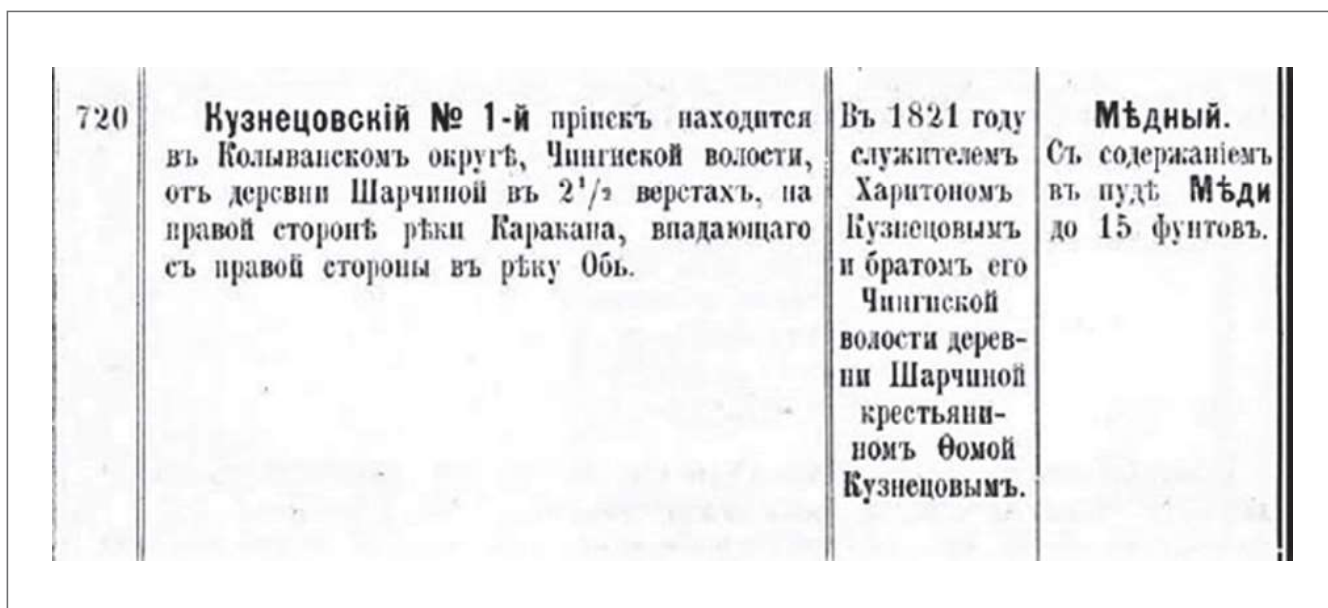 720
Кузнецовскій № 1-й пріискъ находится
въ Колыванскомъ округѣ, Чингиской волости,
отъ деревни Шарчиной въ 2¹/₂ верстахъ, на
правой сторонѣ рѣки Каракана, впадающаго
съ правой стороны въ рѣку Обь.
Въ 1821 году
служителемъ
Харитономъ
Кузнецовымъ
и братомъ его
Чингиской
волости дерев-
ни Шарчиной
крестьяни-
номъ Ѳомой
Кузнецовымъ.
Мѣдный.
Съ содержаніемъ
въ пудѣ Мѣди
до 15 фунтовъ.